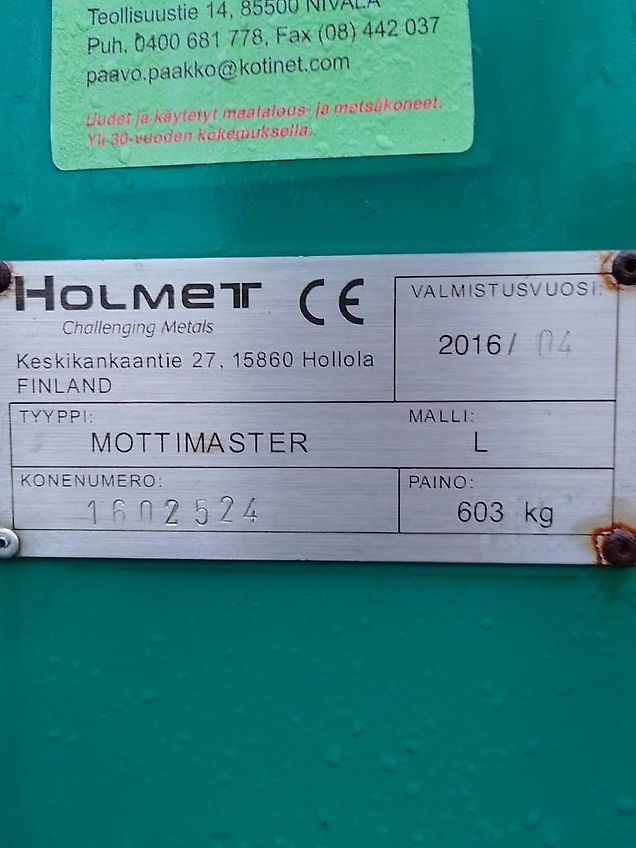 Teollisuustie 14, 85500 NIVALA
Puh. 0400 681 778, Fax (08) 442 037
paavo.paakko@kotinet.com
Uudet ja käytetyt maatalous- ja metsäkoneet.
Yli 30-vuoden kokemuksella.
HOLMET CE
Challenging Metals
Keskikankaantie 27, 15860 Hollola
FINLAND
VALMISTUSVUOSI:
2016/ 04
TYYPPI:
MOTTIMASTER
MALLI:
L
KONENUMERO:
1602524
PAINO:
603 kg